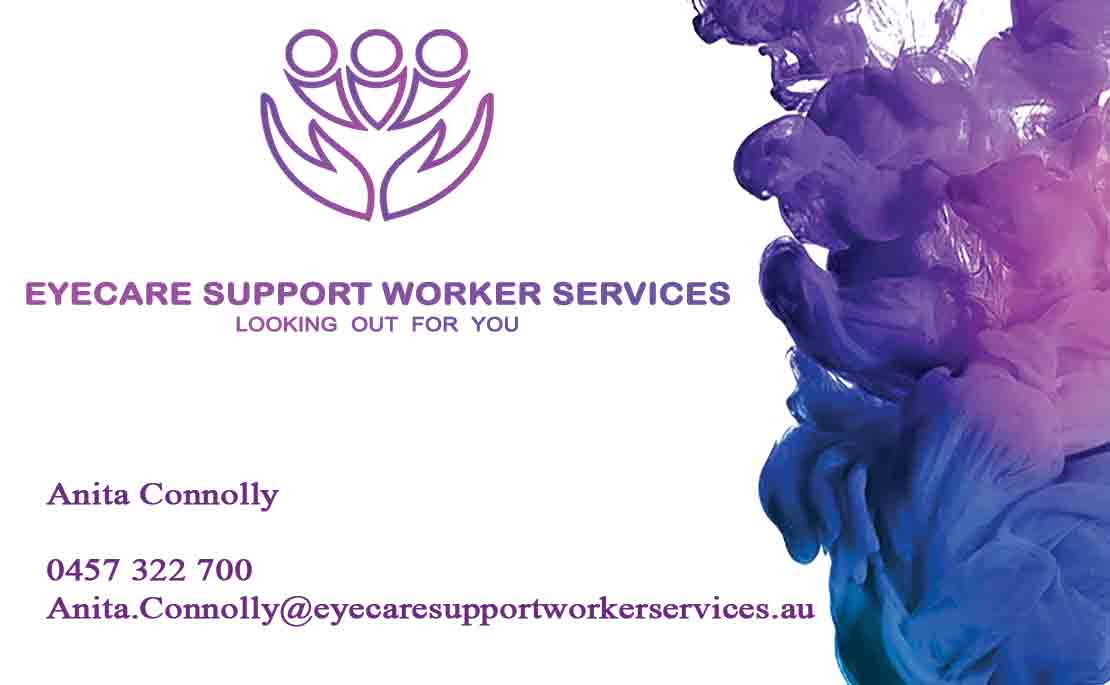 EYECARE SUPPORT WORKER SERVICES
LOOKING OUT FOR YOU
Anita Connolly
0457 322 700
Anita.Connolly@eyecaresupportworkerservices.au